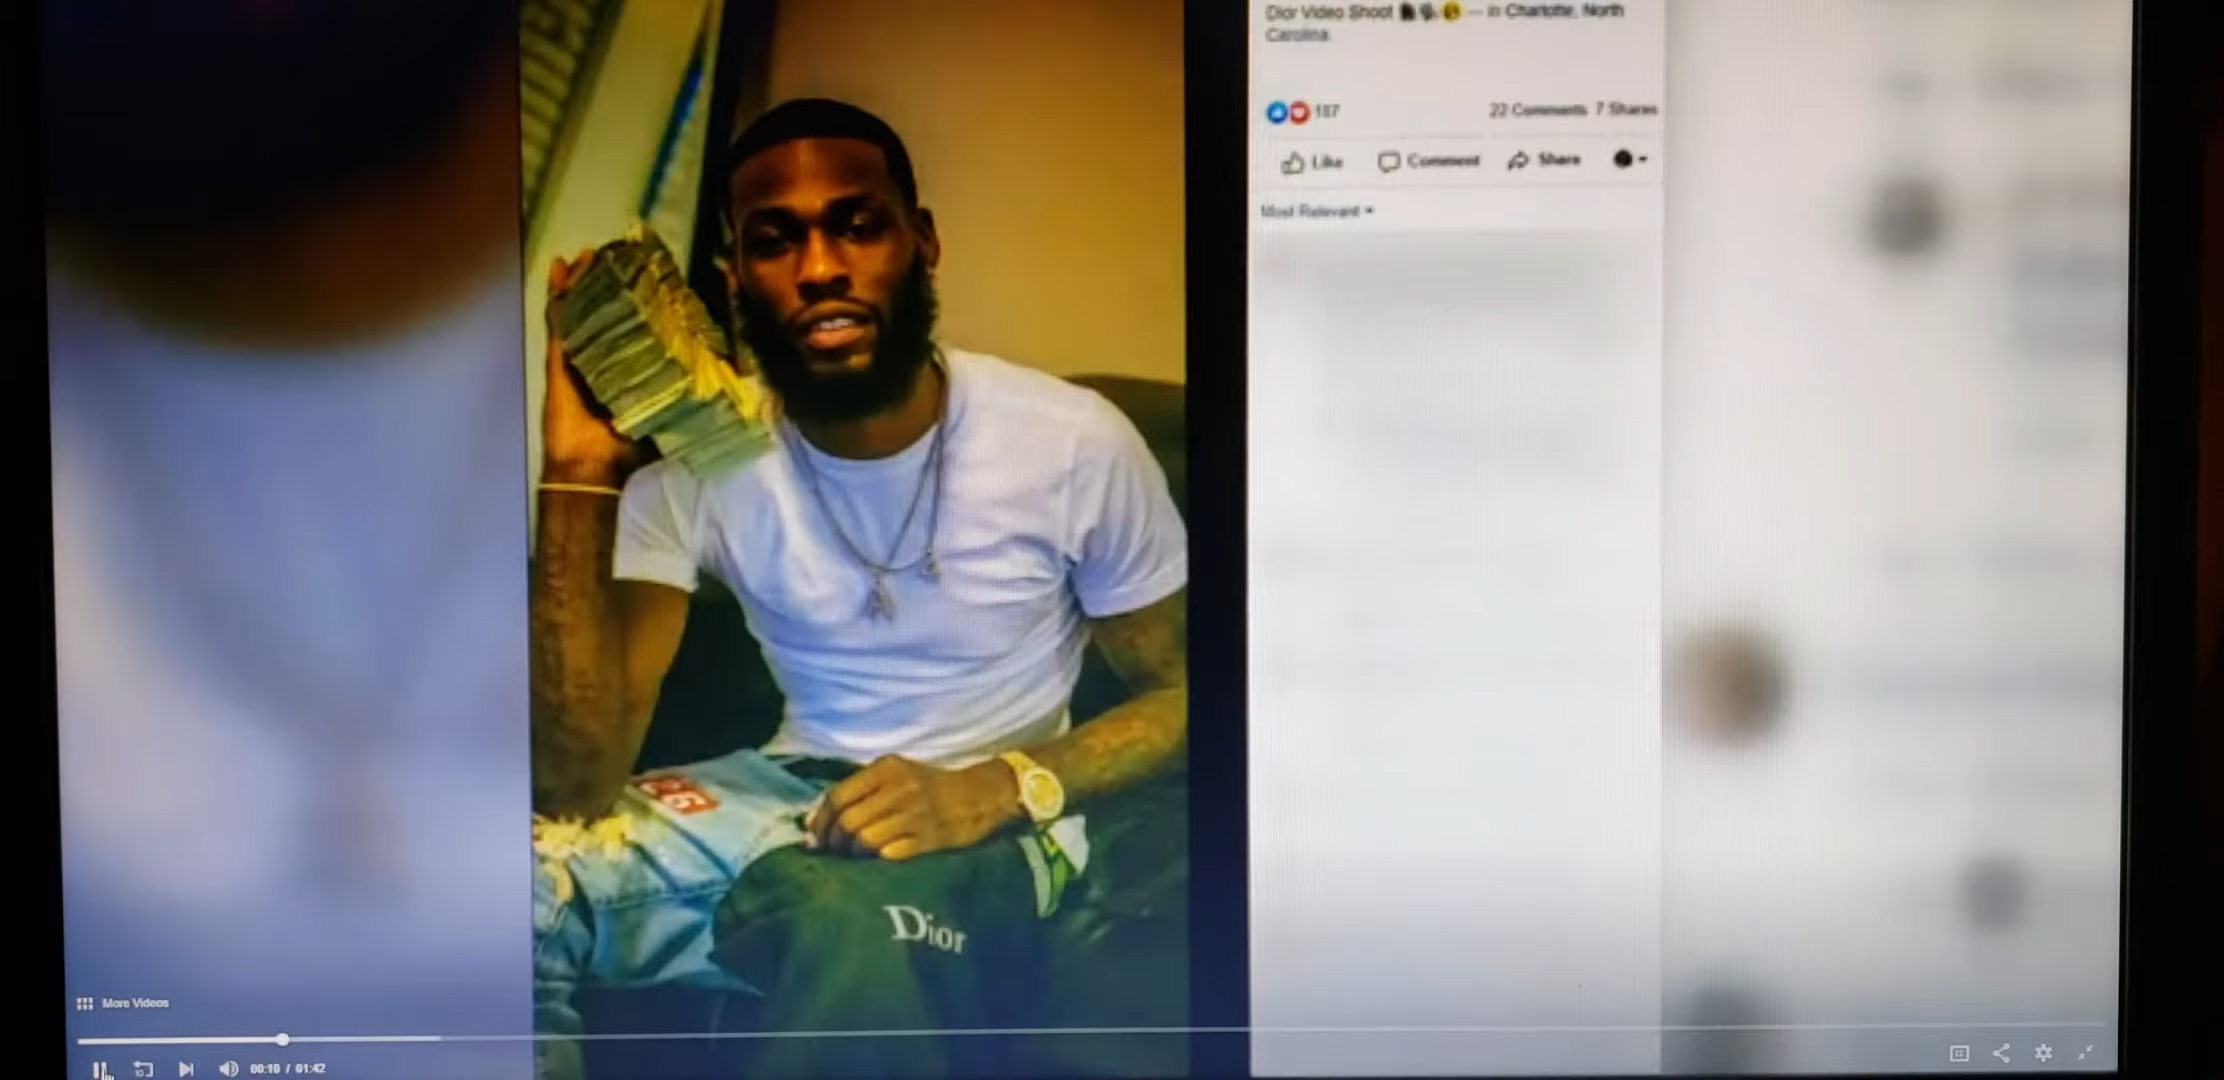 Dior Video Shoot — in Charlotte, North
Carolina.
187
22 Comments 7 Shares
Like
Comment
Share
Most Relevant
Dior
More Videos
00:10 / 01:42